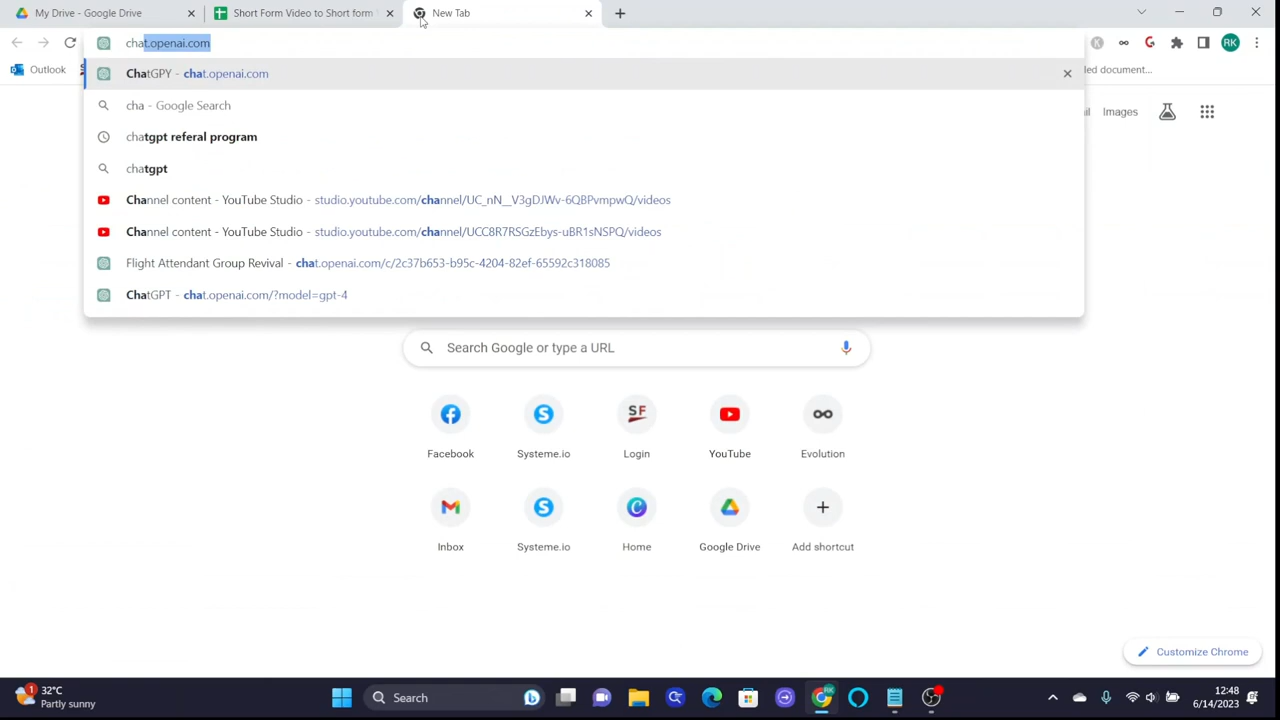 My Drive - Google Drive
Short Form Video to Short form
New Tab
chat.openai.com
Outlook
led document...
ChatGPY - chat.openai.com
cha - Google Search
chatgpt referal program
chatgpt
Channel content - YouTube Studio - studio.youtube.com/channel/UC_nN__V3gDJWv-6QBPvmpwQ/videos
Channel content - YouTube Studio - studio.youtube.com/channel/UCC8R7RSGzEbys-uBR1sNSPQ/videos
Flight Attendant Group Revival - chat.openai.com/c/2c37b653-b95c-4204-82ef-65592c318085
ChatGPT - chat.openai.com/?model=gpt-4
Images
RK
Search Google or type a URL
SF
Facebook
Systeme.io
Login
YouTube
Evolution
Inbox
Systeme.io
Home
Google Drive
Add shortcut
Customize Chrome
1
32°C
Partly sunny
Search
RK
12:48
6/14/2023